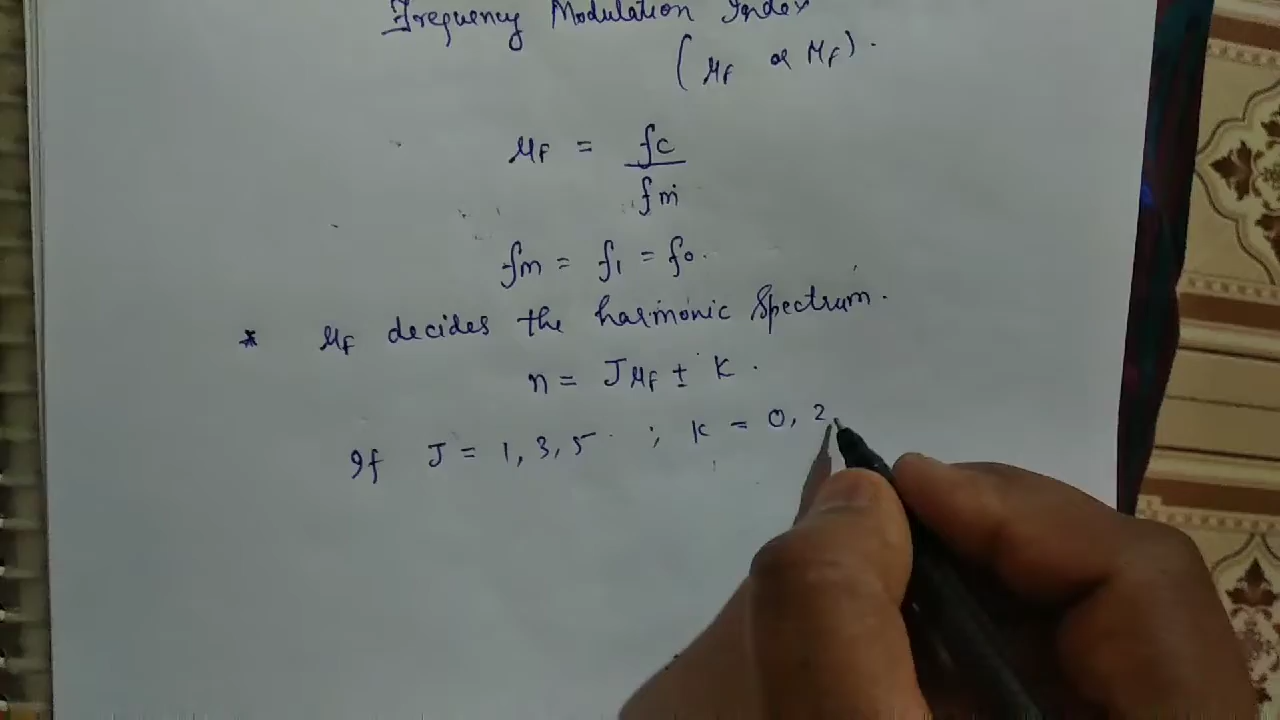 Frequency Modulation Index
(MF or MF).
MF = fc/fm
fm = f1 = f0.
* MF decides the harmonic Spectrum.
n = JMF ± K.
If J = 1, 3, 5 ; K = 0, 2,